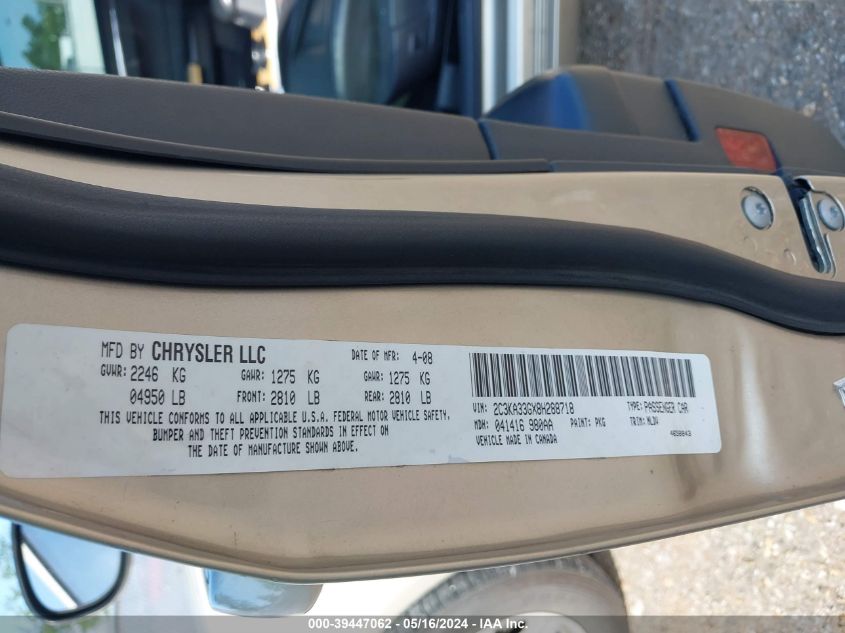 MFD BY CHRYSLER LLC DATE OF MFR: 4-08
GVWR: 2246 KG GAWR: 1275 KG GAWR: 1275 KG
04950 LB FRONT: 2810 LB REAR: 2810 LB
THIS VEHICLE CONFORMS TO ALL APPLICABLE U.S.A. FEDERAL MOTOR VEHICLE SAFETY,
BUMPER AND THEFT PREVENTION STANDARDS IN EFFECT ON
THE DATE OF MANUFACTURE SHOWN ABOVE.
VIN: 2C3KA33GX8H288718 TYPE: PASSENGER CAR
MDH: 041416 980AA PAINT: PKG TRIM: MLDV
VEHICLE MADE IN CANADA
000-39447062 - 05/16/2024 - IAA Inc.